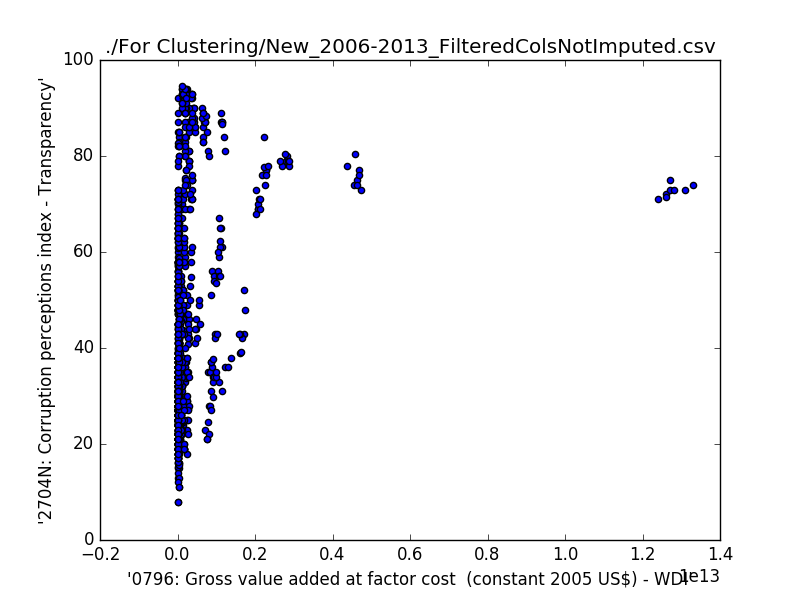 ./For Clustering/New_2006-2013_FilteredColsNotImputed.csv
'2704N: Corruption perceptions index - Transparency'
100
80
60
40
20
0
−0.2 0.0 0.2 0.4 0.6 0.8 1.0 1.2 1.4
1e13
'0796: Gross value added at factor cost  (constant 2005 US$) - WDI'